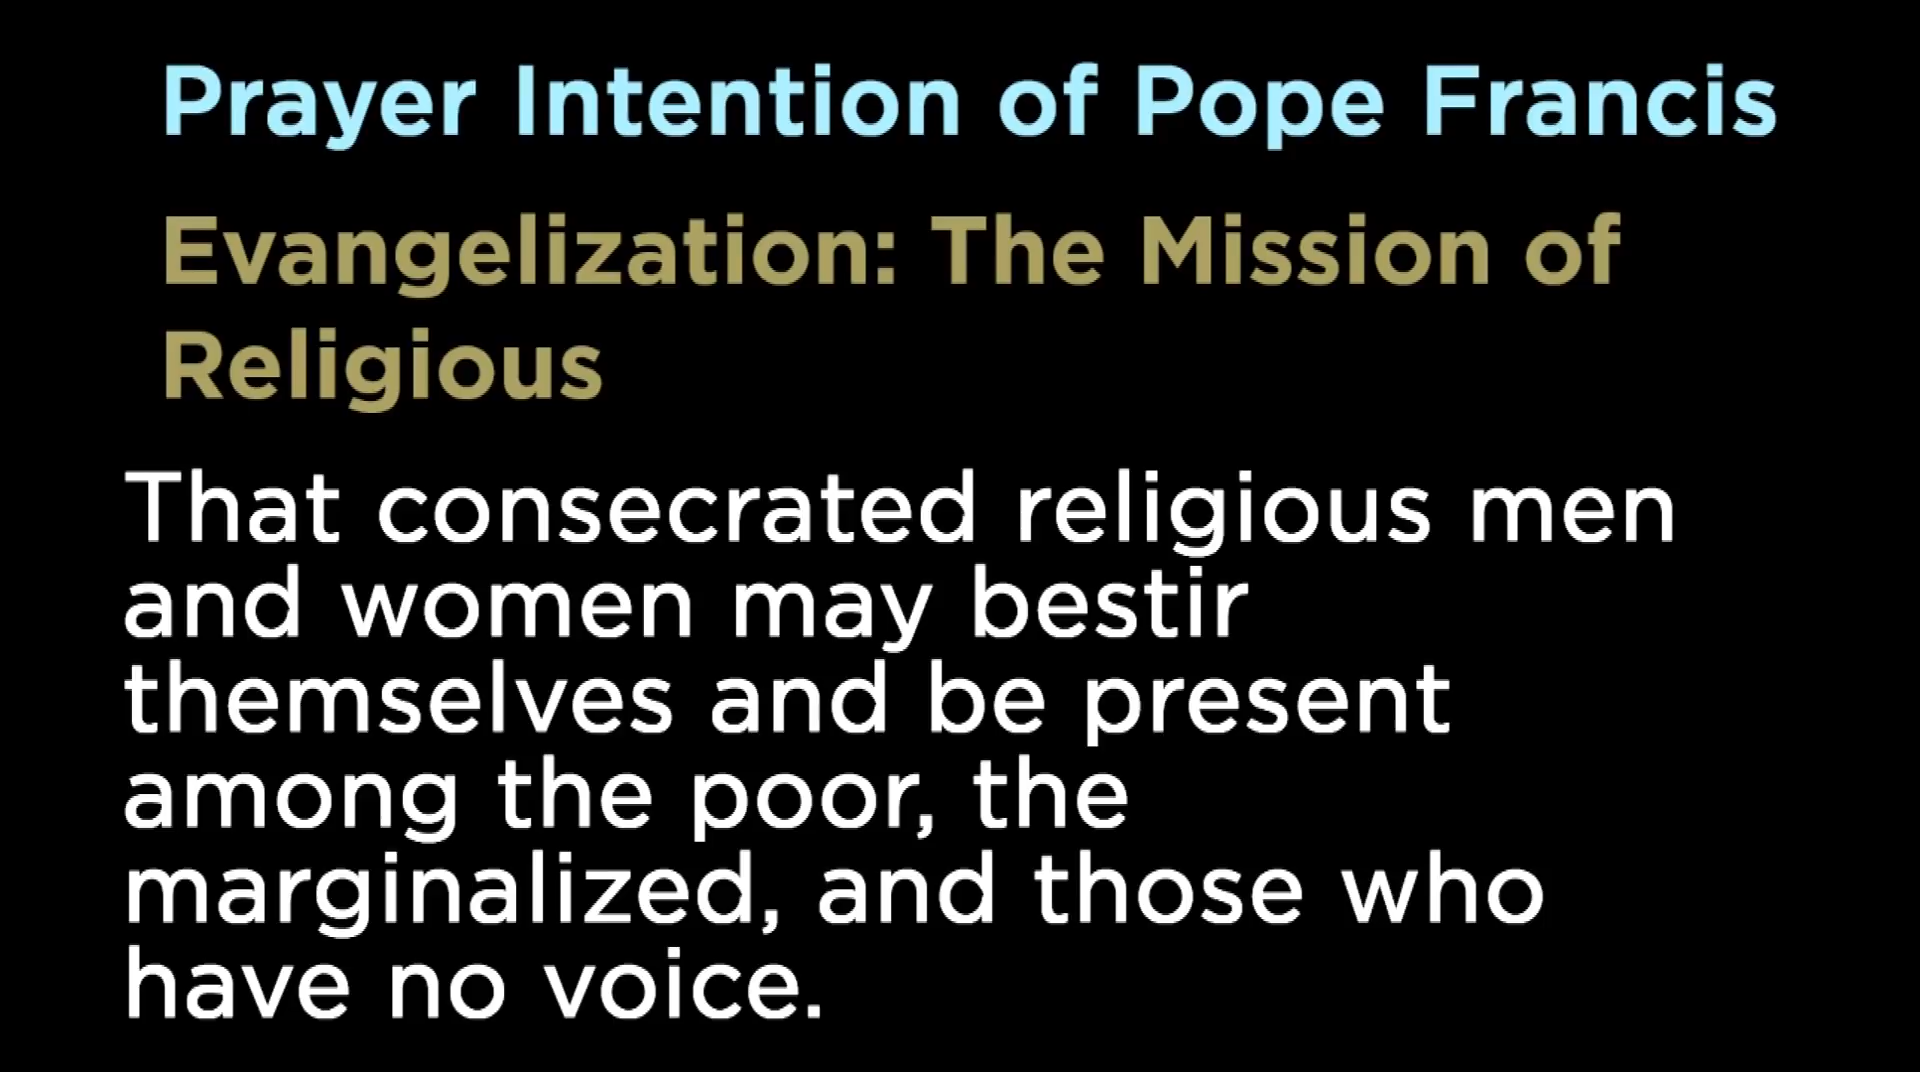 Prayer Intention of Pope Francis
Evangelization: The Mission of
Religious
That consecrated religious men
and women may bestir
themselves and be present
among the poor, the
marginalized, and those who
have no voice.